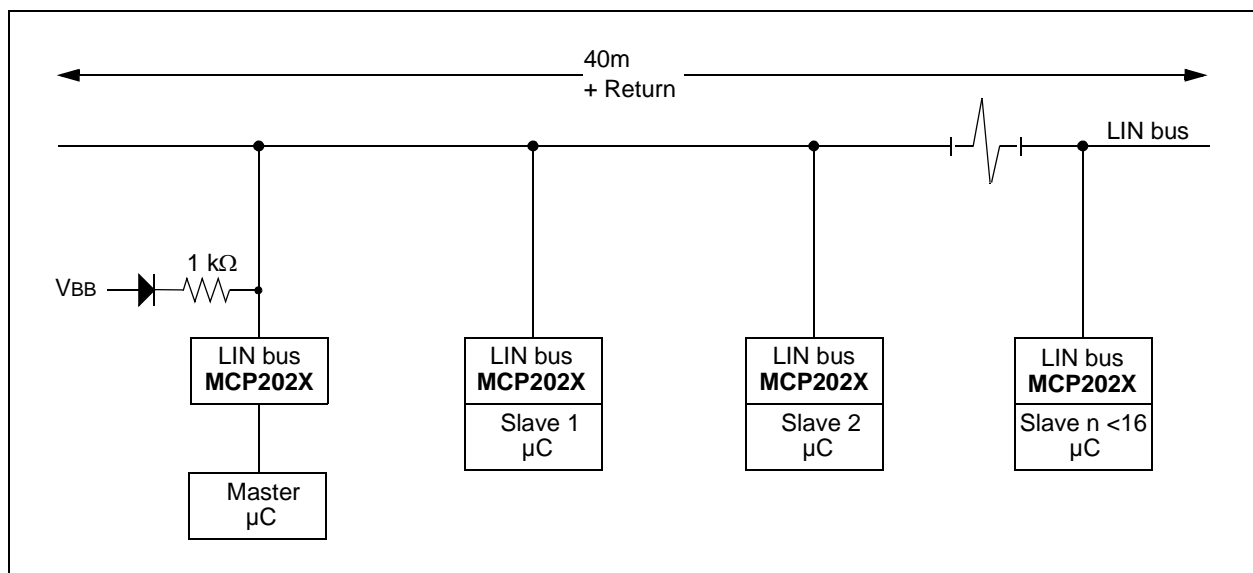 40m
+ Return
LIN bus
1 kΩ
VBB
LIN bus
MCP202X
Master
µC
LIN bus
MCP202X
Slave 1
µC
LIN bus
MCP202X
Slave 2
µC
LIN bus
MCP202X
Slave n <16
µC